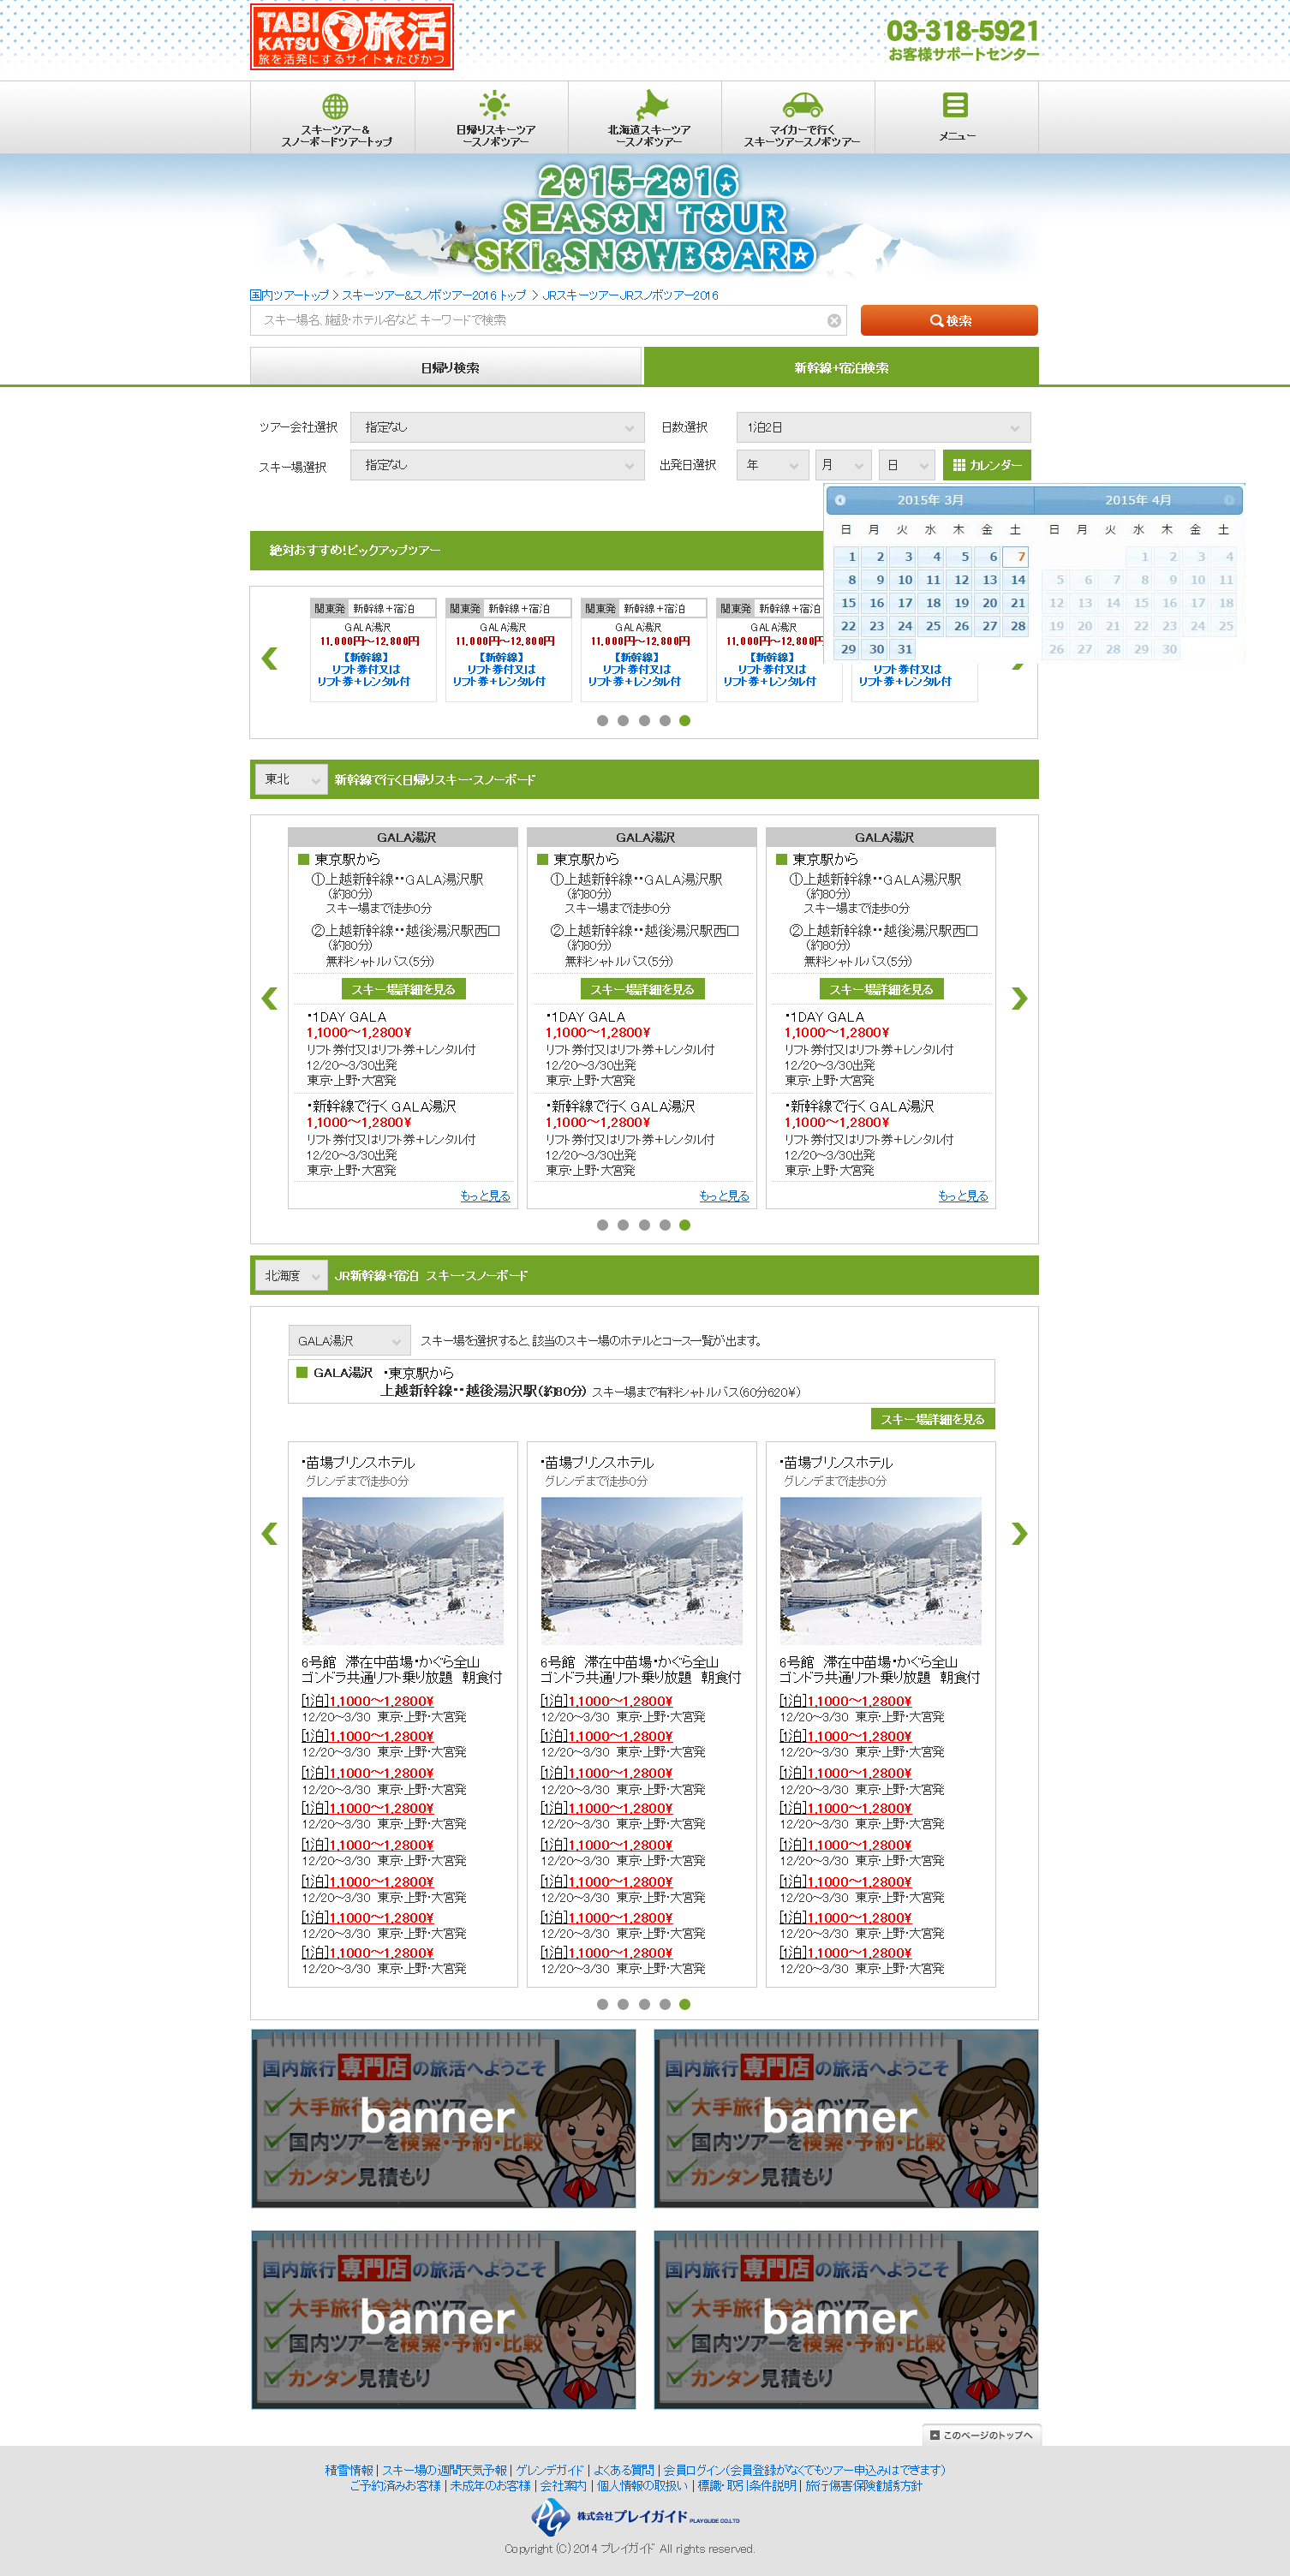 TABI KATSU 旅活
旅を活発にするサイト★たびかつ
03-318-5921
お客様サポートセンター
スキーツアー&
スノーボードツアートップ
日帰りスキーツア
ースノボツアー
北海道スキーツア
ースノボツアー
マイカーで行く
スキーツアースノボツアー
メニュー
2015-2016
SEASON TOUR
SKI&SNOWBOARD
国内ツアートップ > スキーツアー&スノボツアー2016 トップ > JRスキーツアーJRスノボツアー2016
スキー場名、施設・ホテル名など、キーワードで検索
検索
日帰り検索
新幹線+宿泊検索
ツアー会社選択 指定なし 日数選択 1泊2日
スキー場選択 指定なし 出発日選択 年 月 日 カレンダー
2015年 3月 2015年 4月
日 月 火 水 木 金 土 日 月 火 水 木 金 土
1 2 3 4 5 6 7 1 2 3 4
8 9 10 11 12 13 14 5 6 7 8 9 10 11
15 16 17 18 19 20 21 12 13 14 15 16 17 18
22 23 24 25 26 27 28 19 20 21 22 23 24 25
29 30 31 26 27 28 29 30
絶対おすすめ!ピックアップツアー
関東発 新幹線+宿泊 関東発 新幹線+宿泊 関東発 新幹線+宿泊 関東発 新幹線+宿泊
GALA湯沢 GALA湯沢 GALA湯沢 GALA湯沢
11,000円〜12,800円 11,000円〜12,800円 11,000円〜12,800円 11,000円
【新幹線】 【新幹線】 【新幹線】 【新幹線】
リフト券付又は リフト券付又は リフト券付又は リフト券付又は リフト券付又は
リフト券+レンタル付 リフト券+レンタル付 リフト券+レンタル付 リフト券+レンタル付 リフト券+レンタル付
東北 新幹線で行く日帰りスキー・スノーボード
GALA湯沢 GALA湯沢 GALA湯沢
東京駅から 東京駅から 東京駅から
①上越新幹線・・GALA湯沢駅 ①上越新幹線・・GALA湯沢駅 ①上越新幹線・・GALA湯沢駅
(約80分) (約80分) (約80分)
スキー場まで徒歩0分 スキー場まで徒歩0分 スキー場まで徒歩0分
②上越新幹線・・越後湯沢駅西口 ②上越新幹線・・越後湯沢駅西口 ②上越新幹線・・越後湯沢駅西口
(約80分) (約80分) (約80分)
無料シャトルバス(5分) 無料シャトルバス(5分) 無料シャトルバス(5分)
スキー場詳細を見る スキー場詳細を見る スキー場詳細を見る
・1DAY GALA ・1DAY GALA ・1DAY GALA
1,1000〜1,2800¥ 1,1000〜1,2800¥ 1,1000〜1,2800¥
リフト券付又はリフト券+レンタル付 リフト券付又はリフト券+レンタル付 リフト券付又はリフト券+レンタル付
12/20〜3/30出発 12/20〜3/30出発 12/20〜3/30出発
東京・上野・大宮発 東京・上野・大宮発 東京・上野・大宮発
・新幹線で行く GALA湯沢 ・新幹線で行く GALA湯沢 ・新幹線で行く GALA湯沢
1,1000〜1,2800¥ 1,1000〜1,2800¥ 1,1000〜1,2800¥
リフト券付又はリフト券+レンタル付 リフト券付又はリフト券+レンタル付 リフト券付又はリフト券+レンタル付
12/20〜3/30出発 12/20〜3/30出発 12/20〜3/30出発
東京・上野・大宮発 東京・上野・大宮発 東京・上野・大宮発
もっと見る もっと見る もっと見る
北海度 JR新幹線+宿泊 スキー・スノーボード
GALA湯沢 スキー場を選択すると、該当のスキー場のホテルとコース一覧が出ます。
GALA湯沢 ・東京駅から
上越新幹線・・越後湯沢駅(約80分) スキー場まで有料シャトルバス(60分620¥)
スキー場詳細を見る
・苗場プリンスホテル ・苗場プリンスホテル ・苗場プリンスホテル
グレンデまで徒歩0分 グレンデまで徒歩0分 グレンデまで徒歩0分
6号館 滞在中苗場・かぐら全山 6号館 滞在中苗場・かぐら全山 6号館 滞在中苗場・かぐら全山
ゴンドラ共通リフト乗り放題 朝食付 ゴンドラ共通リフト乗り放題 朝食付 ゴンドラ共通リフト乗り放題 朝食付
[1泊]1,1000〜1,2800¥ [1泊]1,1000〜1,2800¥ [1泊]1,1000〜1,2800¥
12/20〜3/30 東京・上野・大宮発 12/20〜3/30 東京・上野・大宮発 12/20〜3/30 東京・上野・大宮発
[1泊]1,1000〜1,2800¥ [1泊]1,1000〜1,2800¥ [1泊]1,1000〜1,2800¥
12/20〜3/30 東京・上野・大宮発 12/20〜3/30 東京・上野・大宮発 12/20〜3/30 東京・上野・大宮発
[1泊]1,1000〜1,2800¥ [1泊]1,1000〜1,2800¥ [1泊]1,1000〜1,2800¥
12/20〜3/30 東京・上野・大宮発 12/20〜3/30 東京・上野・大宮発 12/20〜3/30 東京・上野・大宮発
[1泊]1,1000〜1,2800¥ [1泊]1,1000〜1,2800¥ [1泊]1,1000〜1,2800¥
12/20〜3/30 東京・上野・大宮発 12/20〜3/30 東京・上野・大宮発 12/20〜3/30 東京・上野・大宮発
[1泊]1,1000〜1,2800¥ [1泊]1,1000〜1,2800¥ [1泊]1,1000〜1,2800¥
12/20〜3/30 東京・上野・大宮発 12/20〜3/30 東京・上野・大宮発 12/20〜3/30 東京・上野・大宮発
[1泊]1,1000〜1,2800¥ [1泊]1,1000〜1,2800¥ [1泊]1,1000〜1,2800¥
12/20〜3/30 東京・上野・大宮発 12/20〜3/30 東京・上野・大宮発 12/20〜3/30 東京・上野・大宮発
[1泊]1,1000〜1,2800¥ [1泊]1,1000〜1,2800¥ [1泊]1,1000〜1,2800¥
12/20〜3/30 東京・上野・大宮発 12/20〜3/30 東京・上野・大宮発 12/20〜3/30 東京・上野・大宮発
[1泊]1,1000〜1,2800¥ [1泊]1,1000〜1,2800¥ [1泊]1,1000〜1,2800¥
12/20〜3/30 東京・上野・大宮発 12/20〜3/30 東京・上野・大宮発 12/20〜3/30 東京・上野・大宮発
国内旅行専門店の旅活へようこそ 国内旅行専門店の旅活へようこそ
大手旅行会社のツアー 大手旅行会社のツアー
banner banner
国内ツアーを検索・予約・比較 国内ツアーを検索・予約・比較
カンタン見積もり カンタン見積もり
国内旅行専門店の旅活へようこそ 国内旅行専門店の旅活へようこそ
大手旅行会社のツアー 大手旅行会社のツアー
banner banner
国内ツアーを検索・予約・比較 国内ツアーを検索・予約・比較
カンタン見積もり カンタン見積もり
このページのトップへ
積雪情報 | スキー場の週間天気予報 | ゲレンデガイド | よくある質問 | 会員ログイン(会員登録がなくてもツアー申込みはできます)
ご予約済みお客様 | 未成年のお客様 | 会社案内 | 個人情報の取扱い | 標識・取引条件説明 | 旅行傷害保険勧誘方針
PG 株式会社プレイガイド PLAY GUIDE CO.,LTD
Copyright (C) 2014 プレイガイド All rights reserved.